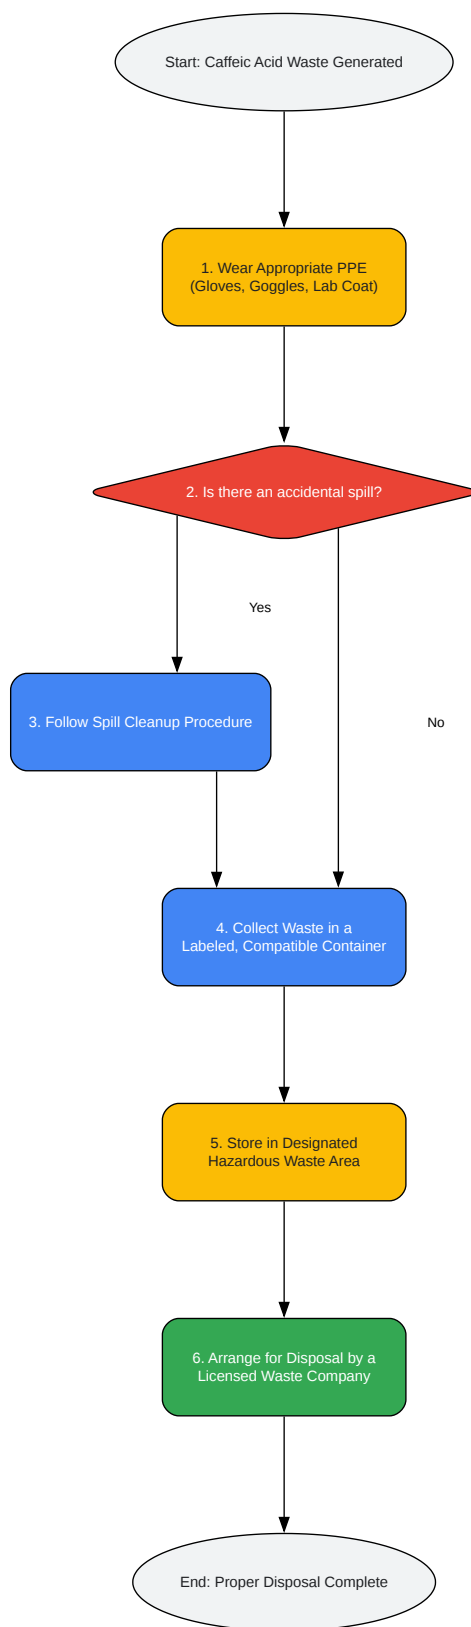 Start: Caffeic Acid Waste Generated
1. Wear Appropriate PPE
(Gloves, Goggles, Lab Coat)
2. Is there an accidental spill?
Yes
3. Follow Spill Cleanup Procedure
No
4. Collect Waste in a
Labeled, Compatible Container
5. Store in Designated
Hazardous Waste Area
6. Arrange for Disposal by a
Licensed Waste Company
End: Proper Disposal Complete